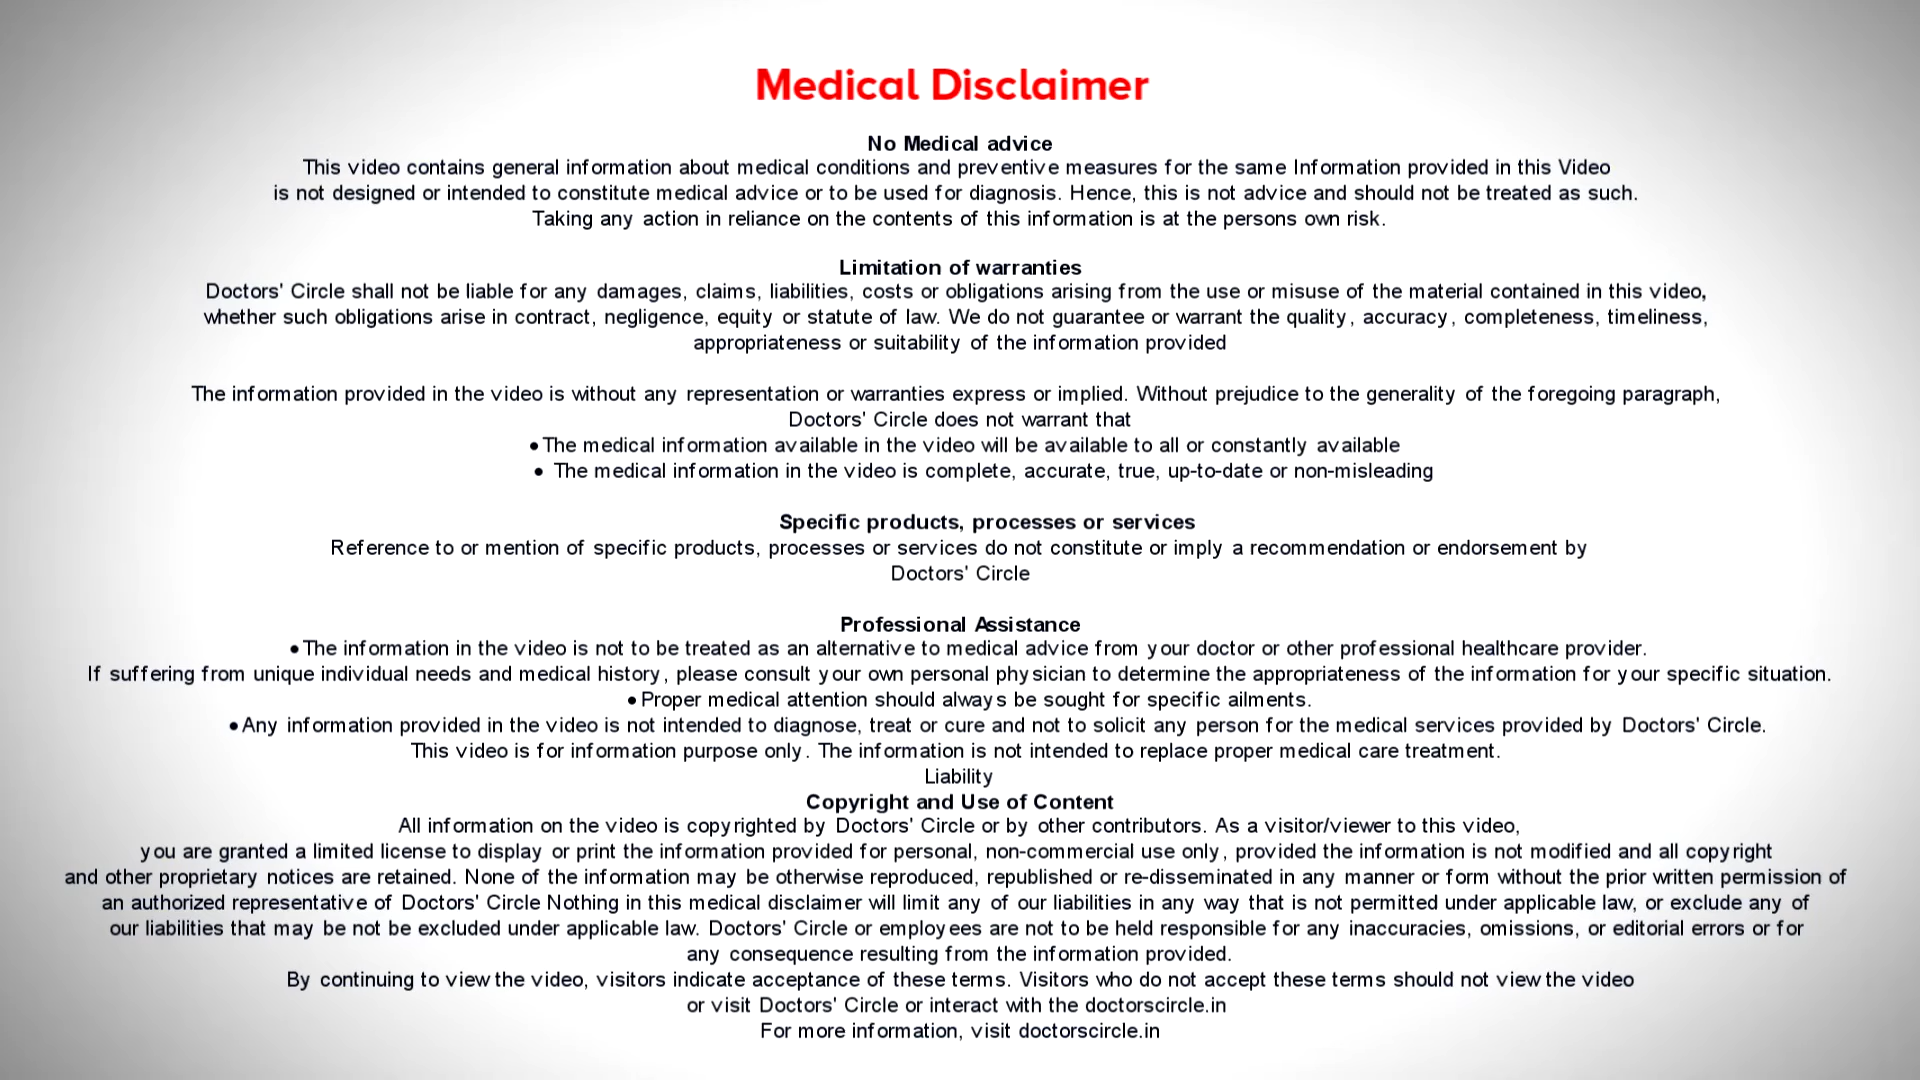 Medical Disclaimer
No Medical advice
This video contains general information about medical conditions and preventive measures for the same Information provided in this Video
is not designed or intended to constitute medical advice or to be used for diagnosis. Hence, this is not advice and should not be treated as such.
Taking any action in reliance on the contents of this information is at the persons own risk.
Limitation of warranties
Doctors' Circle shall not be liable for any damages, claims, liabilities, costs or obligations arising from the use or misuse of the material contained in this video,
whether such obligations arise in contract, negligence, equity or statute of law. We do not guarantee or warrant the quality, accuracy, completeness, timeliness,
appropriateness or suitability of the information provided
The information provided in the video is without any representation or warranties express or implied. Without prejudice to the generality of the foregoing paragraph,
Doctors' Circle does not warrant that
• The medical information available in the video will be available to all or constantly available
• The medical information in the video is complete, accurate, true, up-to-date or non-misleading
Specific products, processes or services
Reference to or mention of specific products, processes or services do not constitute or imply a recommendation or endorsement by
Doctors' Circle
Professional Assistance
• The information in the video is not to be treated as an alternative to medical advice from your doctor or other professional healthcare provider.
If suffering from unique individual needs and medical history, please consult your own personal physician to determine the appropriateness of the information for your specific situation.
• Proper medical attention should always be sought for specific ailments.
• Any information provided in the video is not intended to diagnose, treat or cure and not to solicit any person for the medical services provided by Doctors' Circle.
This video is for information purpose only. The information is not intended to replace proper medical care treatment.
Liability
Copyright and Use of Content
All information on the video is copyrighted by Doctors' Circle or by other contributors. As a visitor/viewer to this video,
you are granted a limited license to display or print the information provided for personal, non-commercial use only, provided the information is not modified and all copyright
and other proprietary notices are retained. None of the information may be otherwise reproduced, republished or re-disseminated in any manner or form without the prior written permission of
an authorized representative of Doctors' Circle Nothing in this medical disclaimer will limit any of our liabilities in any way that is not permitted under applicable law, or exclude any of
our liabilities that may be not be excluded under applicable law. Doctors' Circle or employees are not to be held responsible for any inaccuracies, omissions, or editorial errors or for
any consequence resulting from the information provided.
By continuing to view the video, visitors indicate acceptance of these terms. Visitors who do not accept these terms should not view the video
or visit Doctors' Circle or interact with the doctorscircle.in
For more information, visit doctorscircle.in